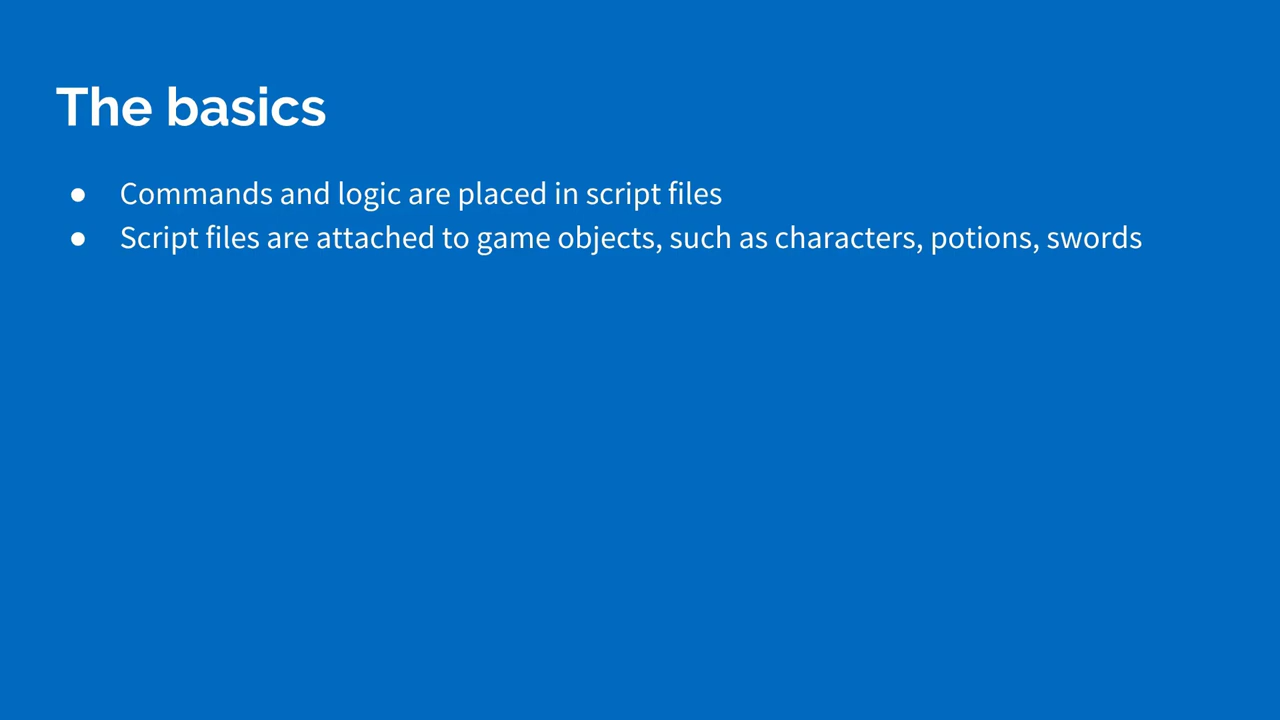 The basics
● Commands and logic are placed in script files
● Script files are attached to game objects, such as characters, potions, swords